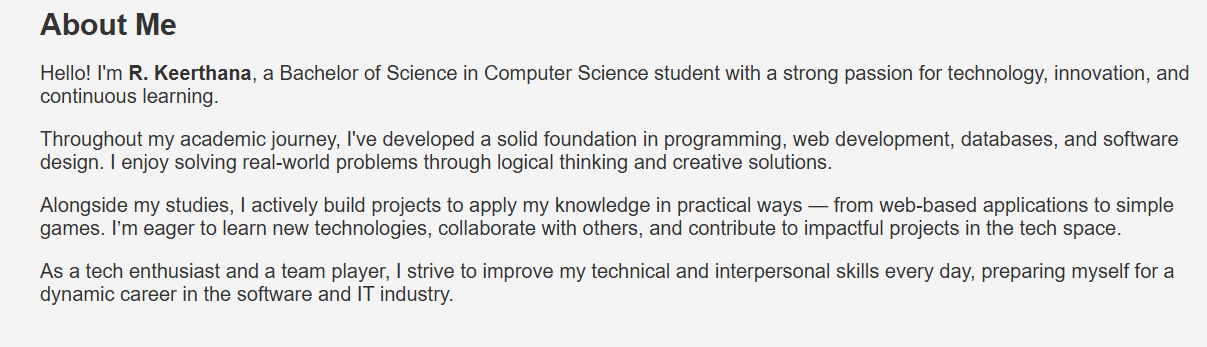 About Me
Hello! I'm R. Keerthana, a Bachelor of Science in Computer Science student with a strong passion for technology, innovation, and
continuous learning.
Throughout my academic journey, I've developed a solid foundation in programming, web development, databases, and software
design. I enjoy solving real-world problems through logical thinking and creative solutions.
Alongside my studies, I actively build projects to apply my knowledge in practical ways — from web-based applications to simple
games. I’m eager to learn new technologies, collaborate with others, and contribute to impactful projects in the tech space.
As a tech enthusiast and a team player, I strive to improve my technical and interpersonal skills every day, preparing myself for a
dynamic career in the software and IT industry.